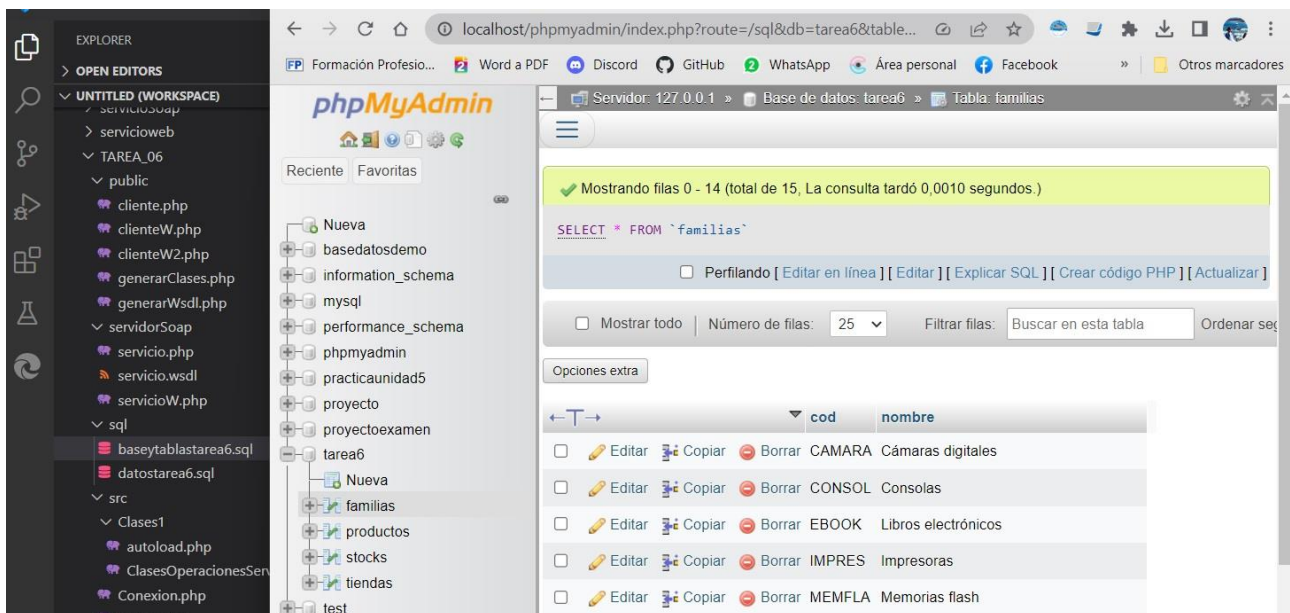 EXPLORER
OPEN EDITORS
UNTITLED (WORKSPACE)
servicioSoap
servicioweb
TAREA_06
public
cliente.php
clienteW.php
clienteW2.php
generarClases.php
generarWsdl.php
servidorSoap
servicio.php
servicio.wsdl
servicioW.php
sql
baseytablastarea6.sql
datostarea6.sql
src
Clases1
autoload.php
ClasesOperacionesSer
Conexion.php
localhost/phpmyadmin/index.php?route=/sql&db=tarea6&table...
FP Formación Profesio... Word a PDF Discord GitHub WhatsApp Área personal Facebook » Otros marcadores
phpMyAdmin
Reciente Favoritas
Nueva
basedatosdemo
information_schema
mysql
performance_schema
phpmyadmin
practicaunidad5
proyecto
proyectoexamen
tarea6
Nueva
familias
productos
stocks
tiendas
test
Servidor: 127.0.0.1 » Base de datos: tarea6 » Tabla: familias
Mostrando filas 0 - 14 (total de 15, La consulta tardó 0,0010 segundos.)
SELECT * FROM `familias`
Perfilando [ Editar en línea ] [ Editar ] [ Explicar SQL ] [ Crear código PHP ] [ Actualizar ]
Mostrar todo | Número de filas: 25 Filtrar filas: Buscar en esta tabla Ordenar seg
Opciones extra
←T→ cod nombre
Editar Copiar Borrar CAMARA Cámaras digitales
Editar Copiar Borrar CONSOL Consolas
Editar Copiar Borrar EBOOK Libros electrónicos
Editar Copiar Borrar IMPRES Impresoras
Editar Copiar Borrar MEMFLA Memorias flash